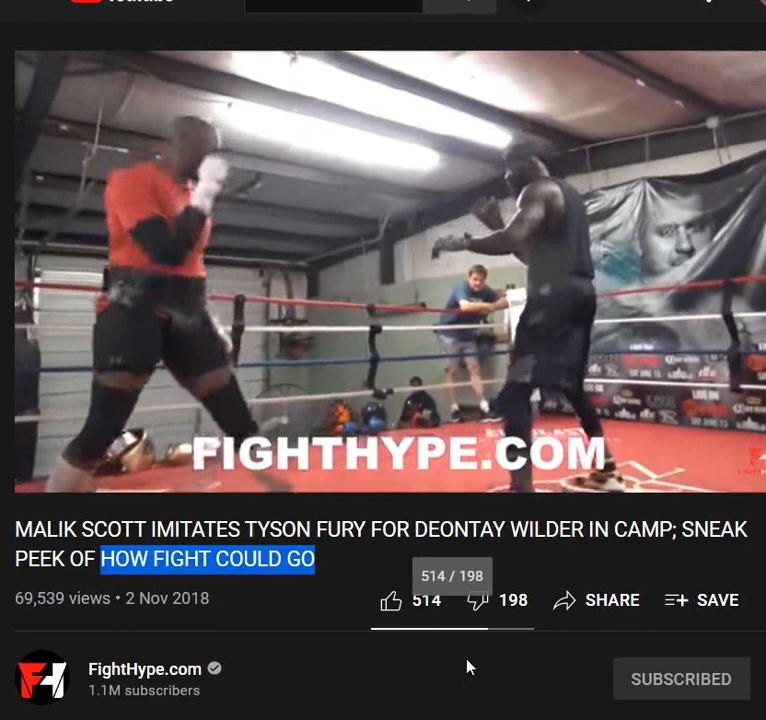 FIGHTHYPE.COM
MALIK SCOTT IMITATES TYSON FURY FOR DEONTAY WILDER IN CAMP; SNEAK
PEEK OF HOW FIGHT COULD GO
514 / 198
69,539 views • 2 Nov 2018
514 198 SHARE SAVE
FightHype.com
1.1M subscribers
SUBSCRIBED